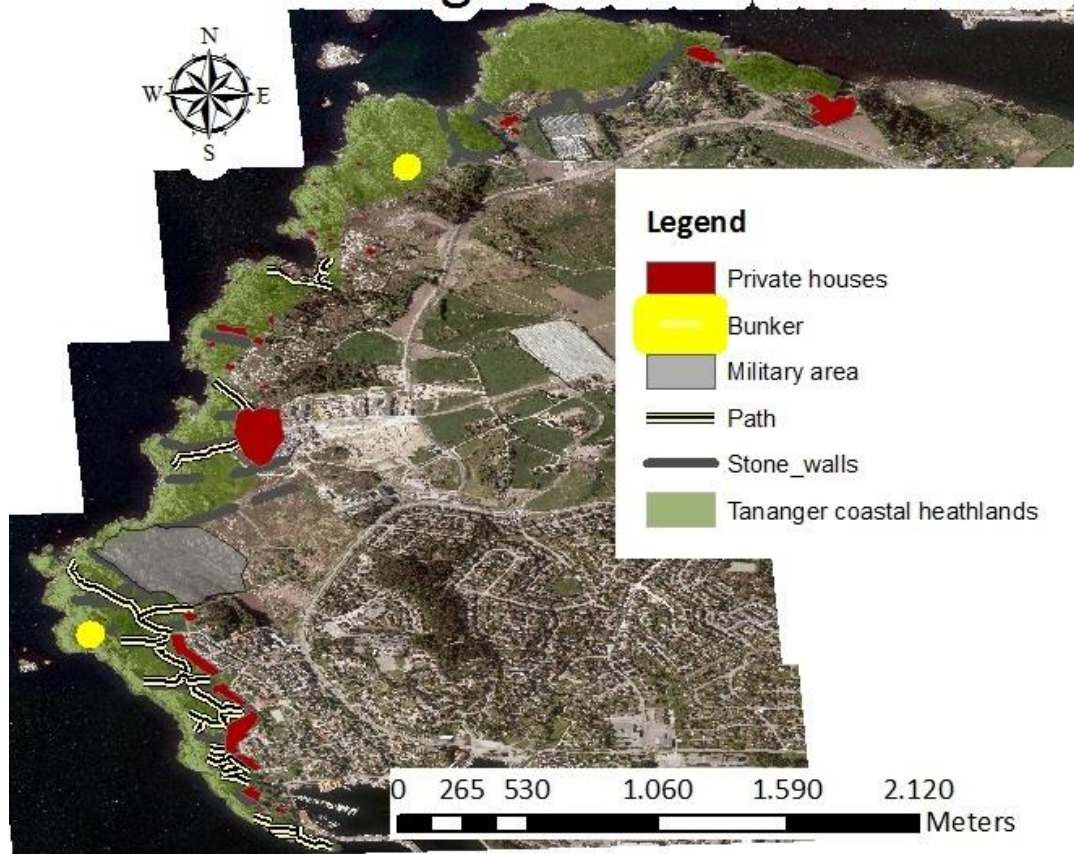 N
W E
S
Legend
Private houses
Bunker
Military area
Path
Stone_walls
Tananger coastal heathlands
0 265 530 1.060 1.590 2.120
Meters